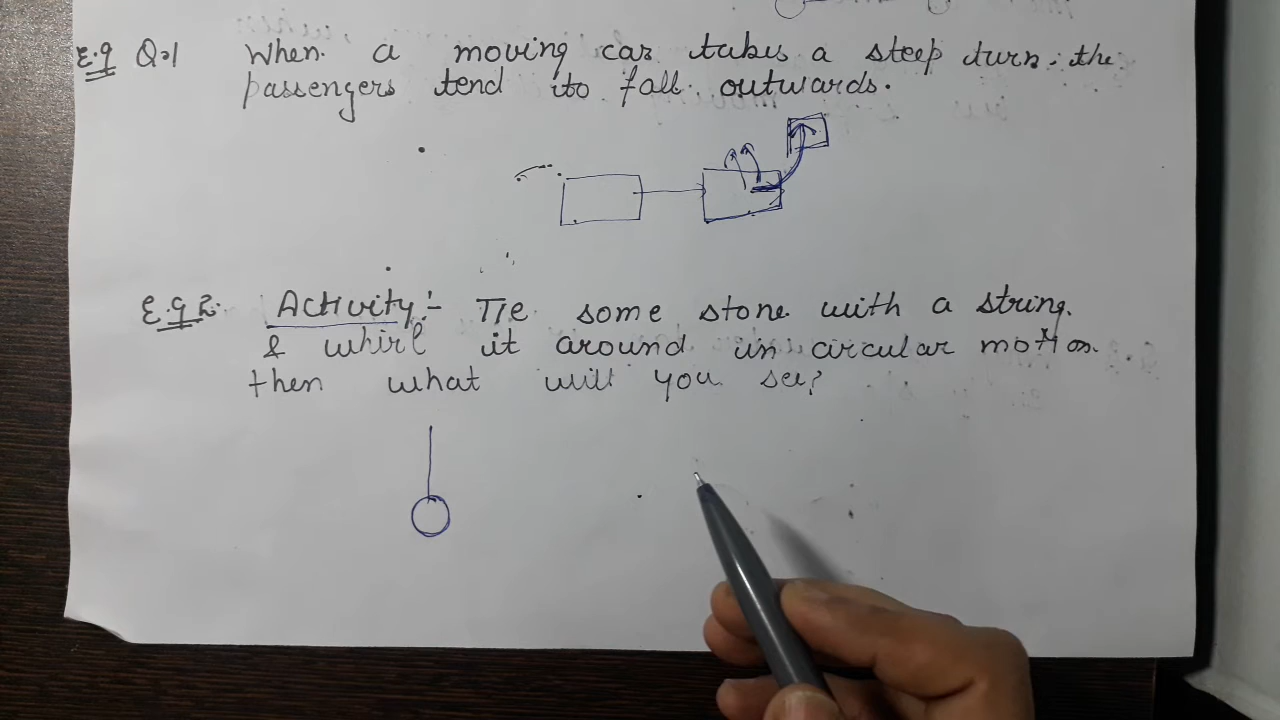 E.g Q.1 When a moving car takes a steep turn. the
passengers tend to fall outwards.
E.g 2. Activity:- Tie some stone with a string.
& whirl it around in circular motion.
then what will you see?